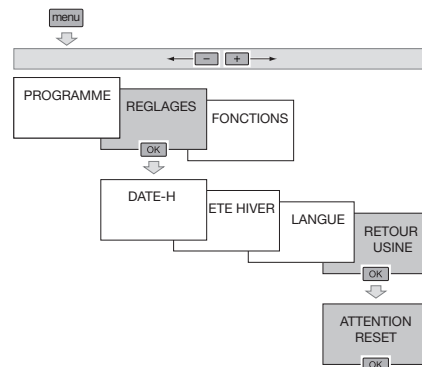 menu
- +
PROGRAMME
REGLAGES
FONCTIONS
OK
DATE-H
ETE HIVER
LANGUE
RETOUR
USINE
OK
ATTENTION
RESET
OK